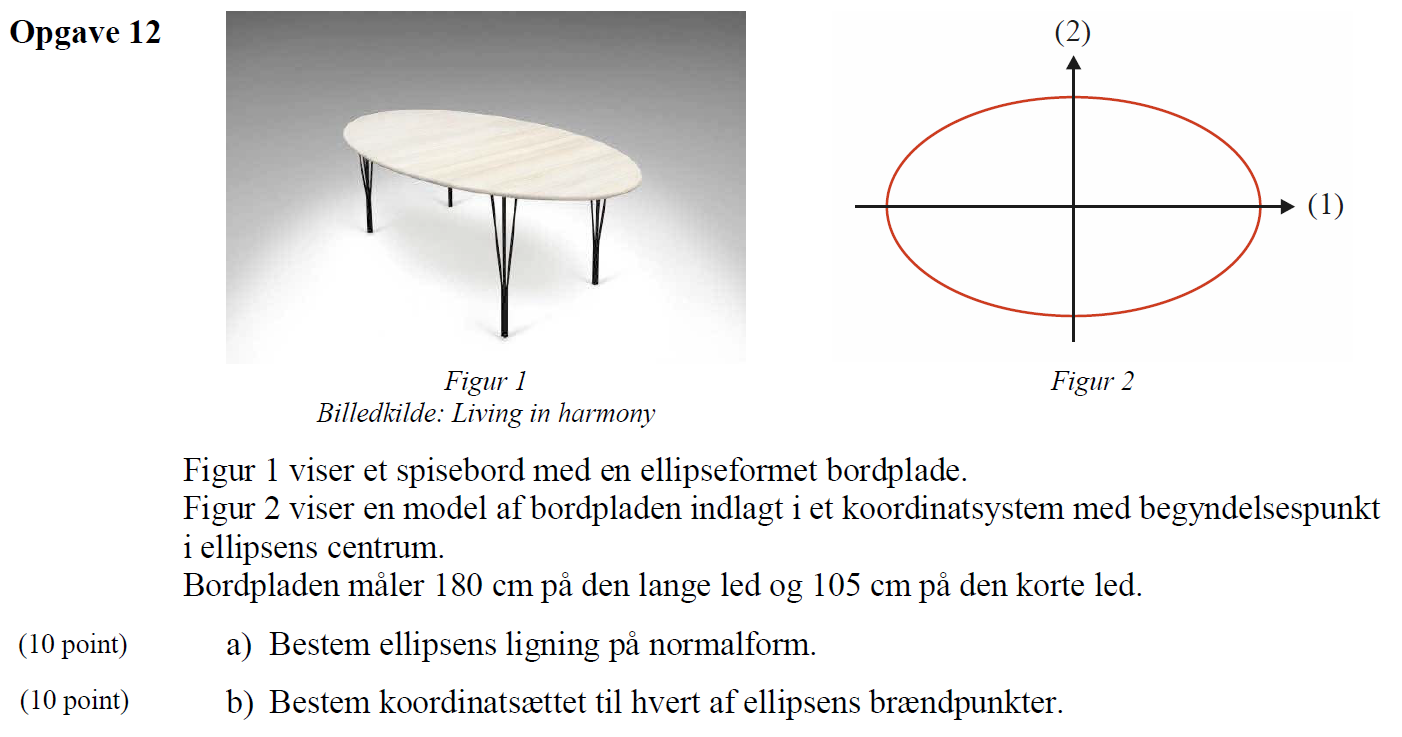 Opgave 12
(2)
(1)
Figur 1
Billedkilde: Living in harmony
Figur 2
Figur 1 viser et spisebord med en ellipseformet bordplade.
Figur 2 viser en model af bordpladen indlagt i et koordinatsystem med begyndelsespunkt
i ellipsens centrum.
Bordpladen måler 180 cm på den lange led og 105 cm på den korte led.
(10 point) a) Bestem ellipsens ligning på normalform.
(10 point) b) Bestem koordinatsættet til hvert af ellipsens brændpunkter.